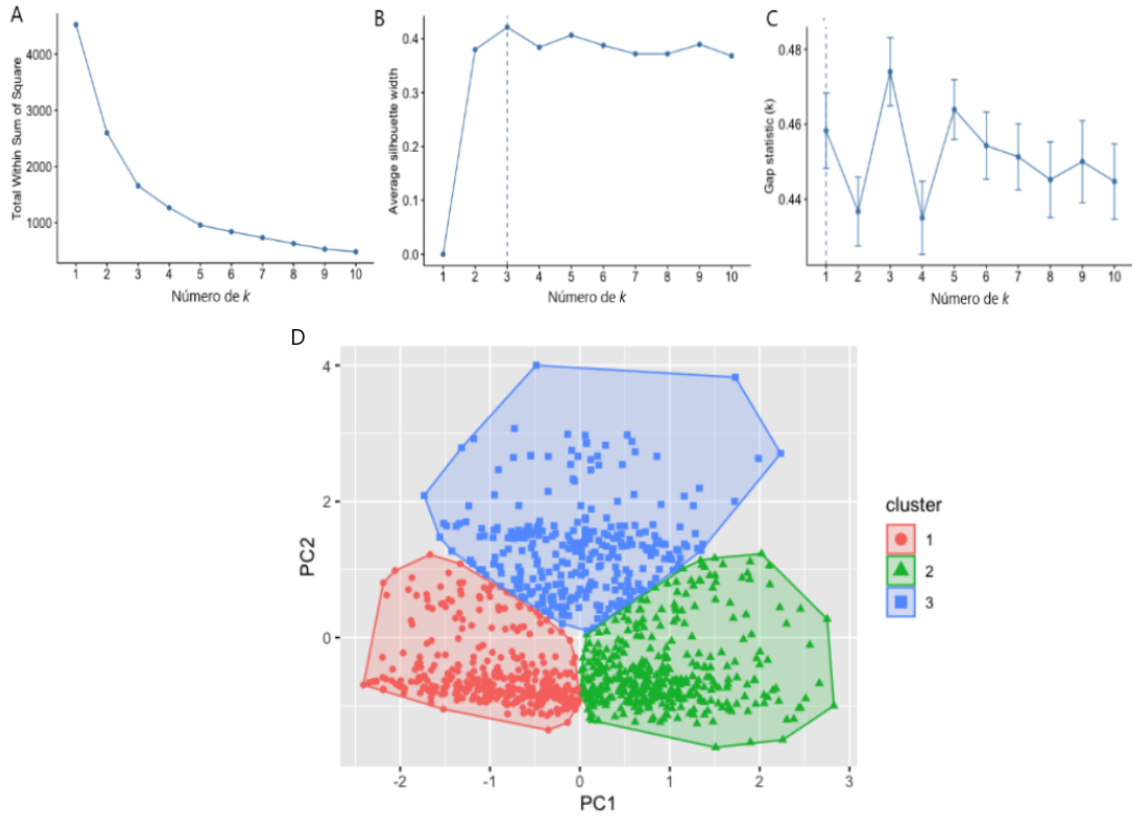 A
Total Within Sum of Square
4000
3000
2000
1000
1 2 3 4 5 6 7 8 9 10
Número de k
B
Average silhouette width
0.4
0.3
0.2
0.1
0.0
1 2 3 4 5 6 7 8 9 10
Número de k
C
Gap statistic (k)
0.48
0.46
0.44
1 2 3 4 5 6 7 8 9 10
Número de k
D
PC2
4
2
0
-2 -1 0 1 2 3
PC1
cluster
1
2
3